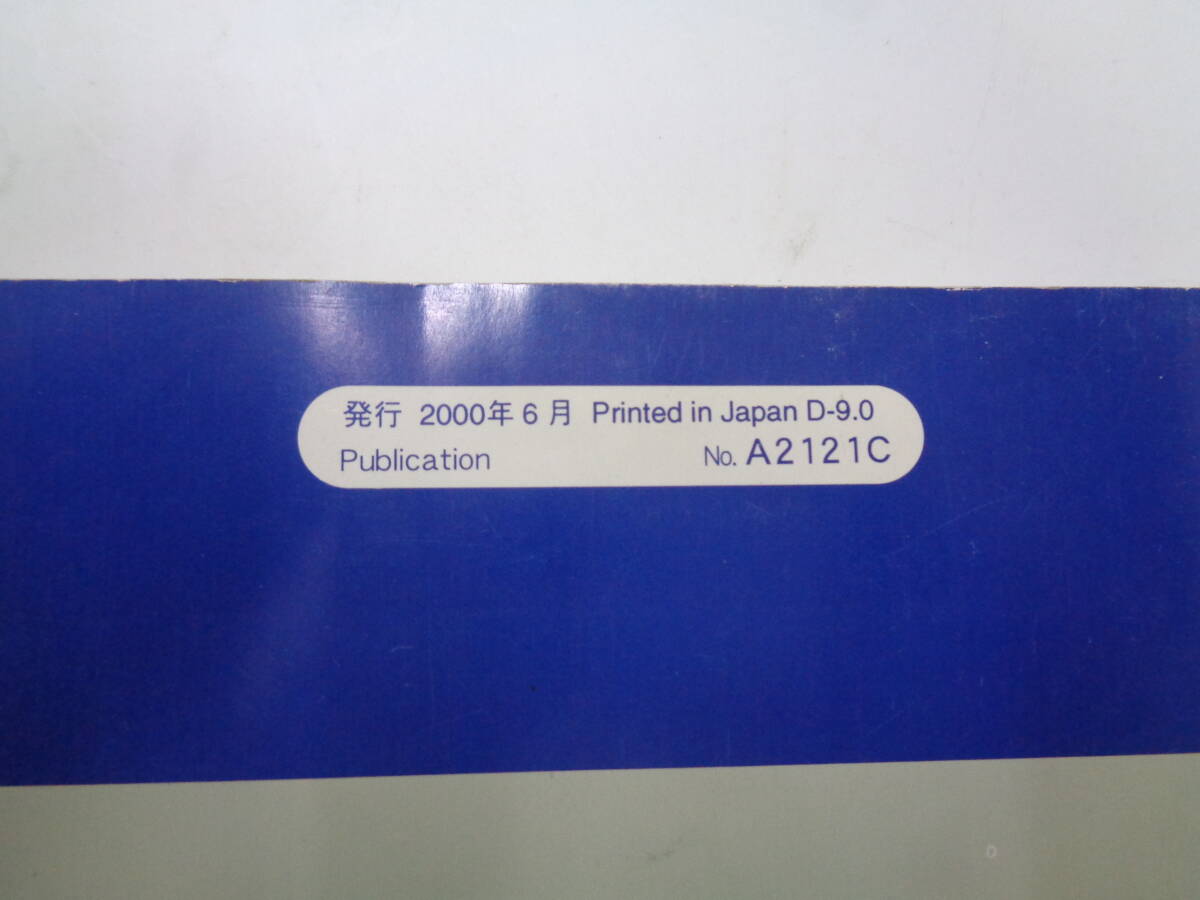 発行 2000年6月 Printed in Japan D-9.0
Publication No. A2121C